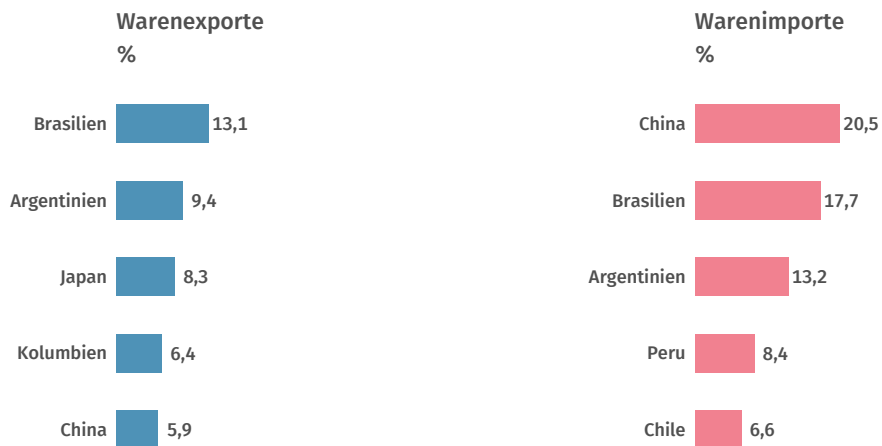 Warenexporte
%
Brasilien 13,1
Argentinien 9,4
Japan 8,3
Kolumbien 6,4
China 5,9
Warenimporte
%
China 20,5
Brasilien 17,7
Argentinien 13,2
Peru 8,4
Chile 6,6